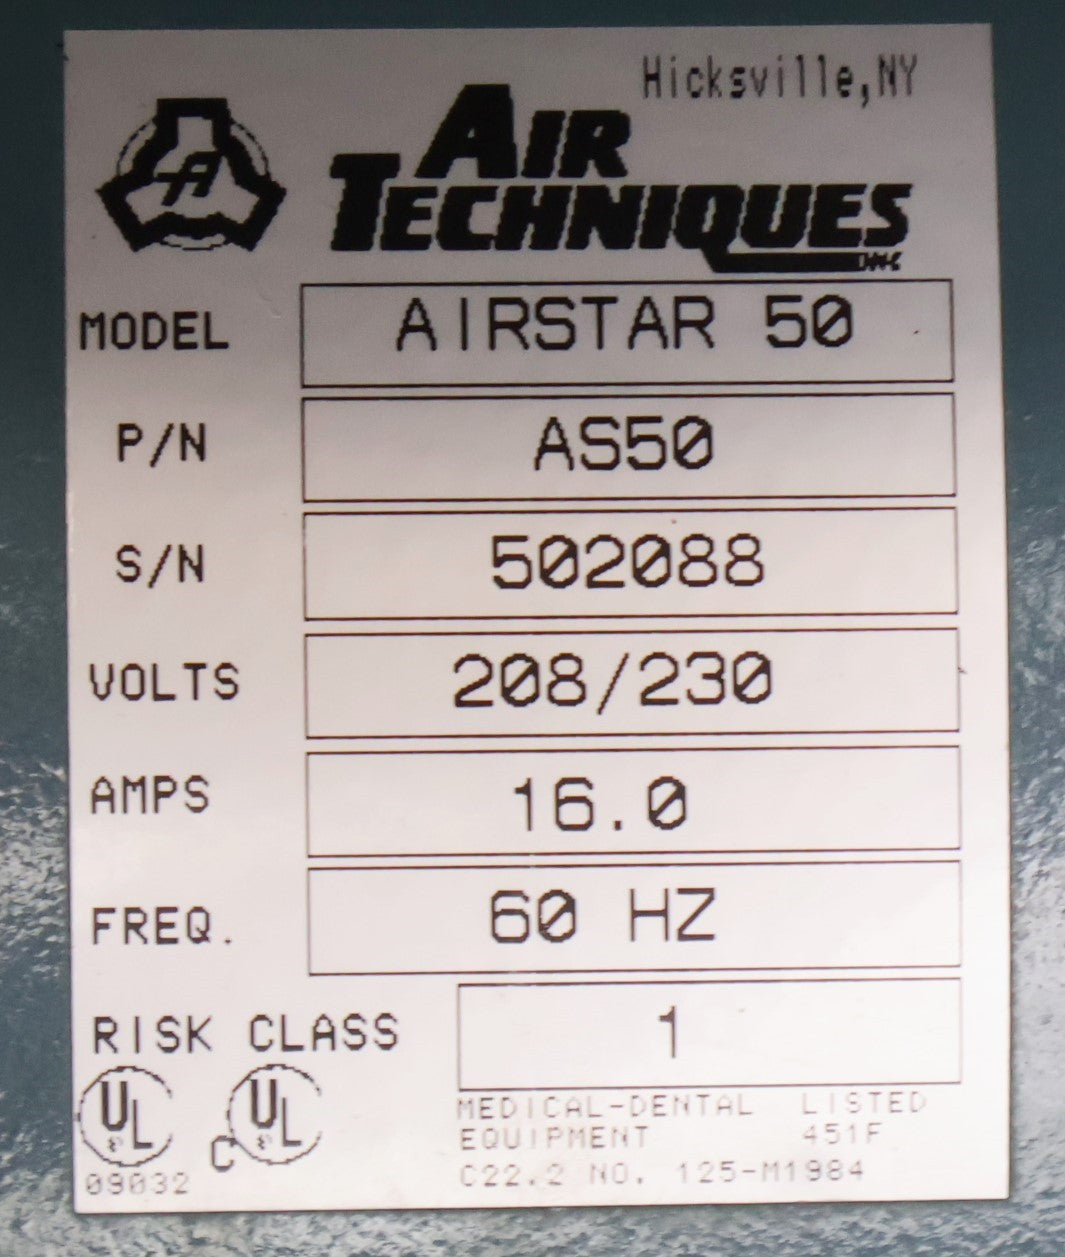 Hicksville,NY
A
AIR
TECHNIQUES
INC
MODEL AIRSTAR 50
P/N AS50
S/N 502088
VOLTS 208/230
AMPS 16.0
FREQ. 60 HZ
RISK CLASS 1
UL C UL
MEDICAL-DENTAL LISTED
EQUIPMENT 451F
09032 C22.2 NO. 125-M1984